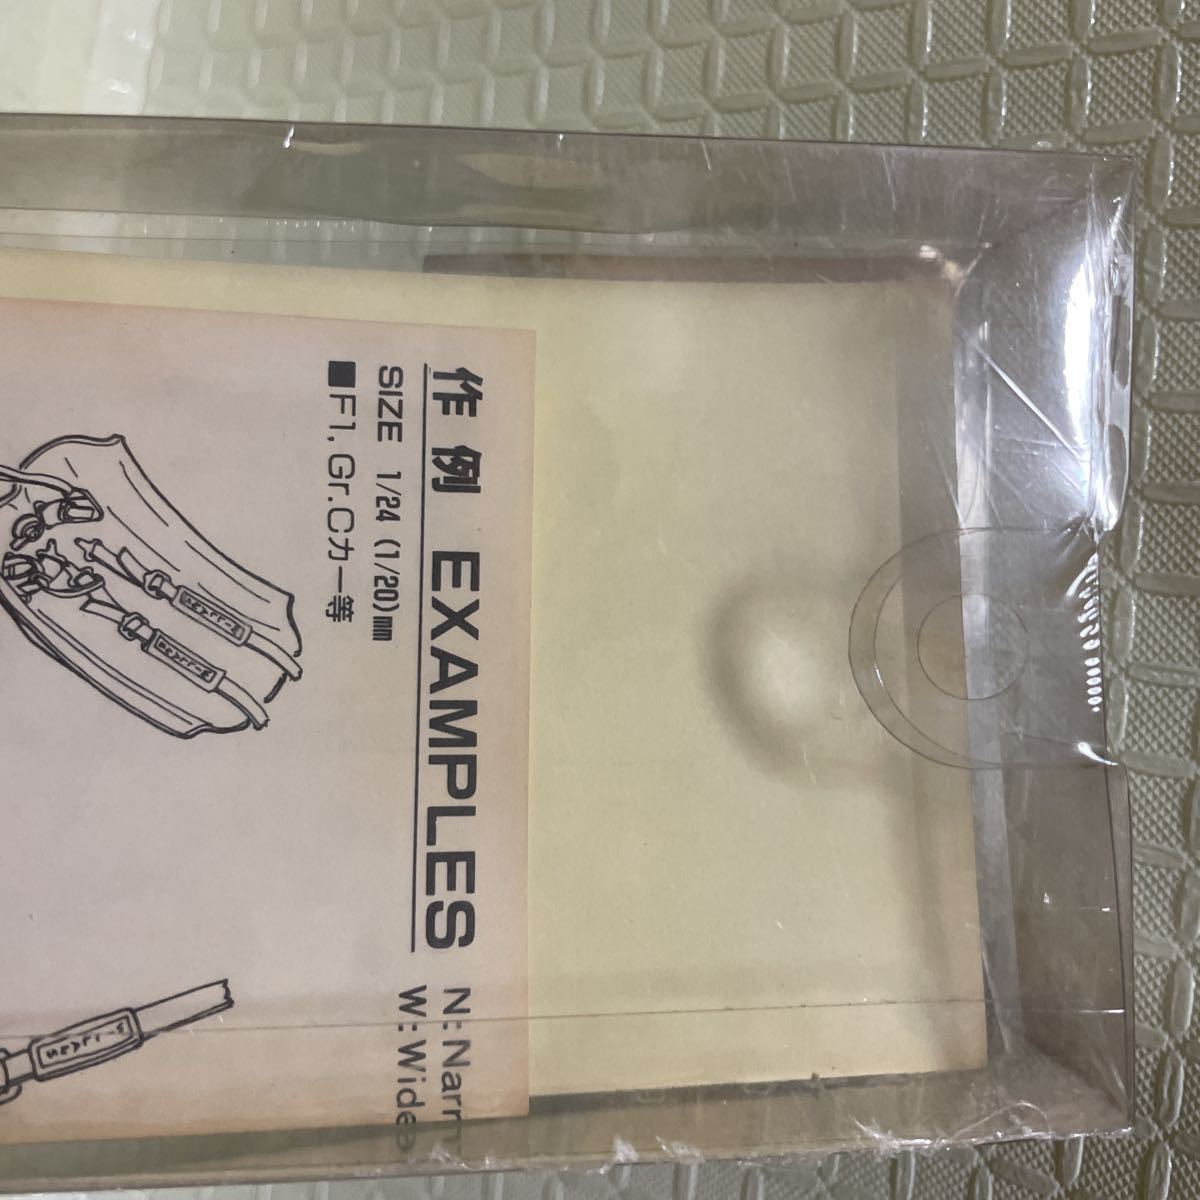 作例 EXAMPLES N:Narr
SIZE 1/24 (1/20)mm W:Wide
■F1, Gr.Cカー等